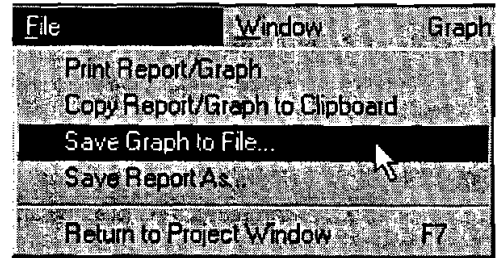 File Window Graph
Print Report/Graph
Copy Report/Graph to Clipboard
Save Graph to File...
Save Report As...
Return to Project Window F7